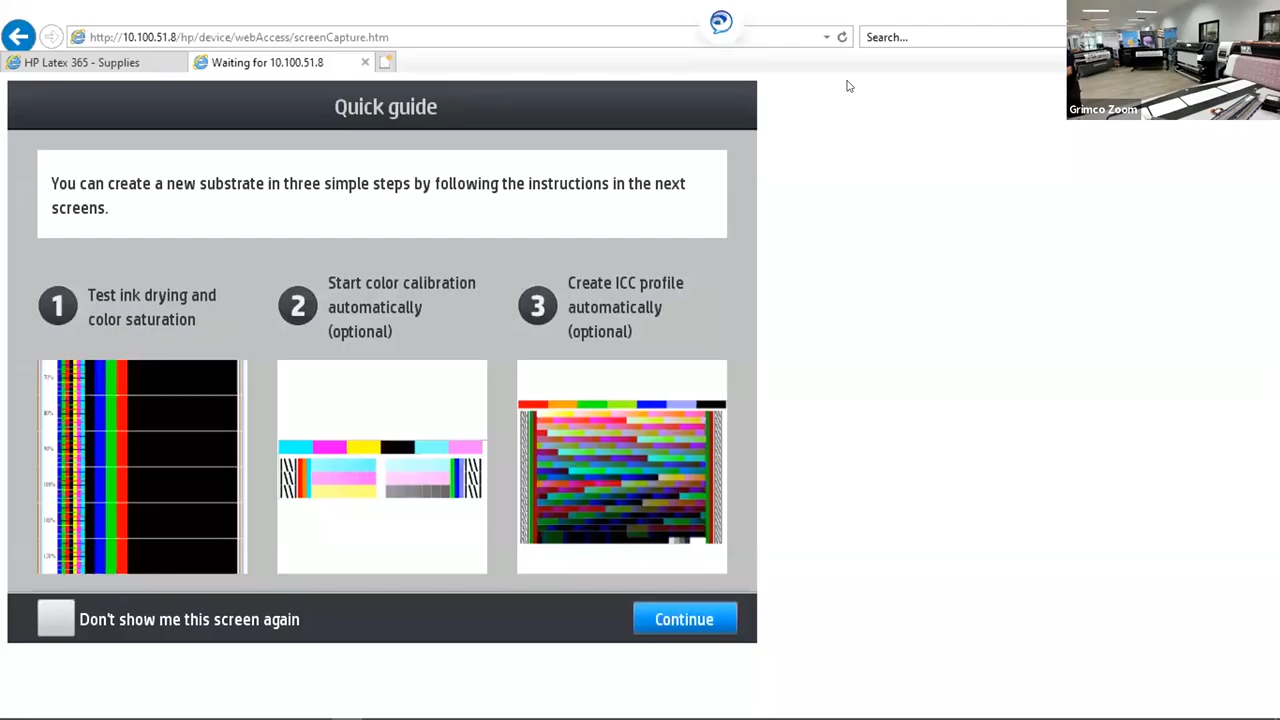 http://10.100.51.8/hp/device/webAccess/screenCapture.htm
Search...
HP Latex 365 - Supplies
Waiting for 10.100.51.8
Grimco Zoom
Quick guide
You can create a new substrate in three simple steps by following the instructions in the next
screens.
1
Test ink drying and
color saturation
2
Start color calibration
automatically
(optional)
3
Create ICC profile
automatically
(optional)
Don't show me this screen again
Continue